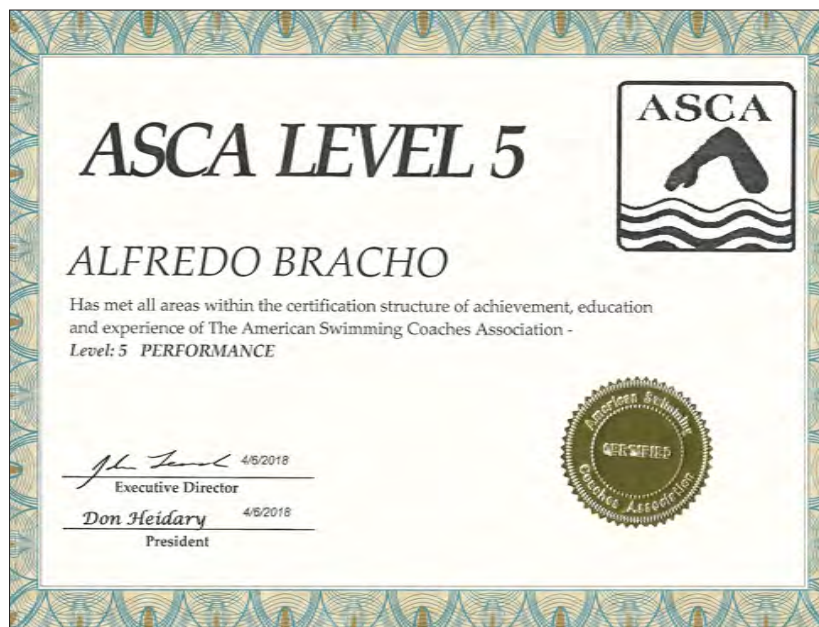 ASCA LEVEL 5
ASCA
ALFREDO BRACHO
Has met all areas within the certification structure of achievement, education
and experience of The American Swimming Coaches Association -
Level: 5 PERFORMANCE
American Swimming
CERTIFIED
Coaches Association
4/6/2018
Executive Director
Don Heidary 4/6/2018
President